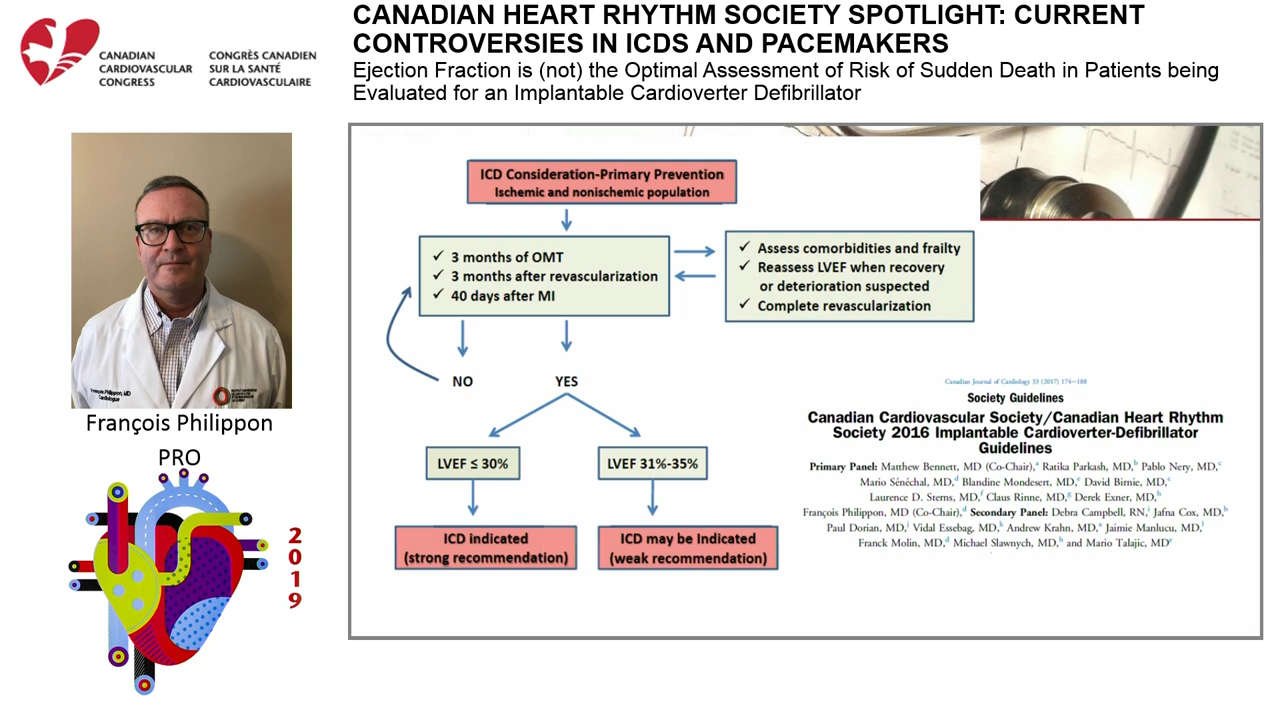 CANADIAN HEART RHYTHM SOCIETY SPOTLIGHT: CURRENT
CONTROVERSIES IN ICDS AND PACEMAKERS
Ejection Fraction is (not) the Optimal Assessment of Risk of Sudden Death in Patients being
Evaluated for an Implantable Cardioverter Defibrillator
CANADIAN
CARDIOVASCULAR
CONGRESS
CONGRÈS CANADIEN
SUR LA SANTÉ
CARDIOVASCULAIRE
François Philippon, MD
Cardiologue
François Philippon
PRO
2019
ICD Consideration-Primary Prevention
Ischemic and nonischemic population
✓ 3 months of OMT
✓ 3 months after revascularization
✓ 40 days after MI
✓ Assess comorbidities and frailty
✓ Reassess LVEF when recovery
or deterioration suspected
✓ Complete revascularization
NO
YES
LVEF ≤ 30%
LVEF 31%-35%
ICD indicated
(strong recommendation)
ICD may be Indicated
(weak recommendation)
Canadian Journal of Cardiology 33 (2017) 174–188
Society Guidelines
Canadian Cardiovascular Society/Canadian Heart Rhythm
Society 2016 Implantable Cardioverter-Defibrillator
Guidelines
Primary Panel: Matthew Bennett, MD (Co-Chair),a Ratika Parkash, MD,b Pablo Nery, MD,c
Mario Sénéchal, MD,d Blandine Mondesert, MD,e David Birnie, MD,c
Laurence D. Sterns, MD,f Claus Rinne, MD,g Derek Exner, MD,h
François Philippon, MD (Co-Chair),d Secondary Panel: Debra Campbell, RN,i Jafna Cox, MD,b
Paul Dorian, MD,j Vidal Essebag, MD,k Andrew Krahn, MD,a Jaimie Manlucu, MD,l
Franck Molin, MD,d Michael Slawnych, MD,h and Mario Talajic, MDe